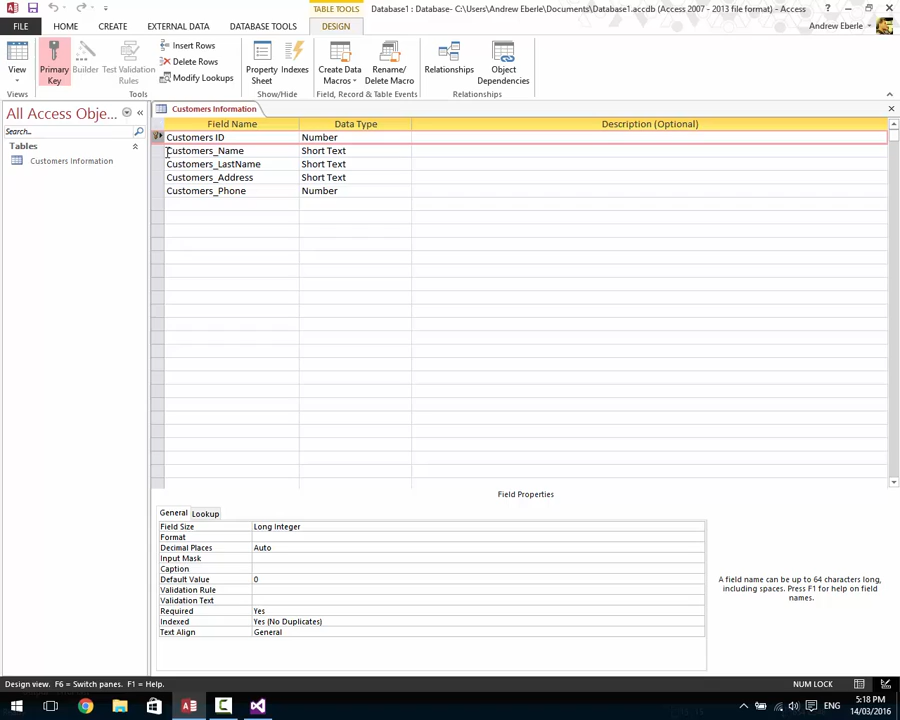 TABLE TOOLS
Database1 : Database- C:\Users\Andrew Eberle\Documents\Database1.accdb (Access 2007 - 2013 file format) - Access
FILE HOME CREATE EXTERNAL DATA DATABASE TOOLS DESIGN Andrew Eberle
View
Primary Key
Builder
Test Validation Rules
Insert Rows
Delete Rows
Modify Lookups
Property Sheet
Indexes
Create Data Macros
Rename/ Delete Macro
Relationships
Object Dependencies
Views Tools Show/Hide Field, Record & Table Events Relationships
All Access Obje...
Search...
Tables
Customers Information
Customers Information
Field Name Data Type Description (Optional)
Customers ID Number
Customers_Name Short Text
Customers_LastName Short Text
Customers_Address Short Text
Customers_Phone Number
Field Properties
General Lookup
Field Size Long Integer
Format
Decimal Places Auto
Input Mask
Caption
Default Value 0
Validation Rule
Validation Text
Required Yes
Indexed Yes (No Duplicates)
Text Align General
A field name can be up to 64 characters long,
including spaces. Press F1 for help on field
names.
Design view. F6 = Switch panes. F1 = Help. NUM LOCK
ENG
5:18 PM
14/03/2016